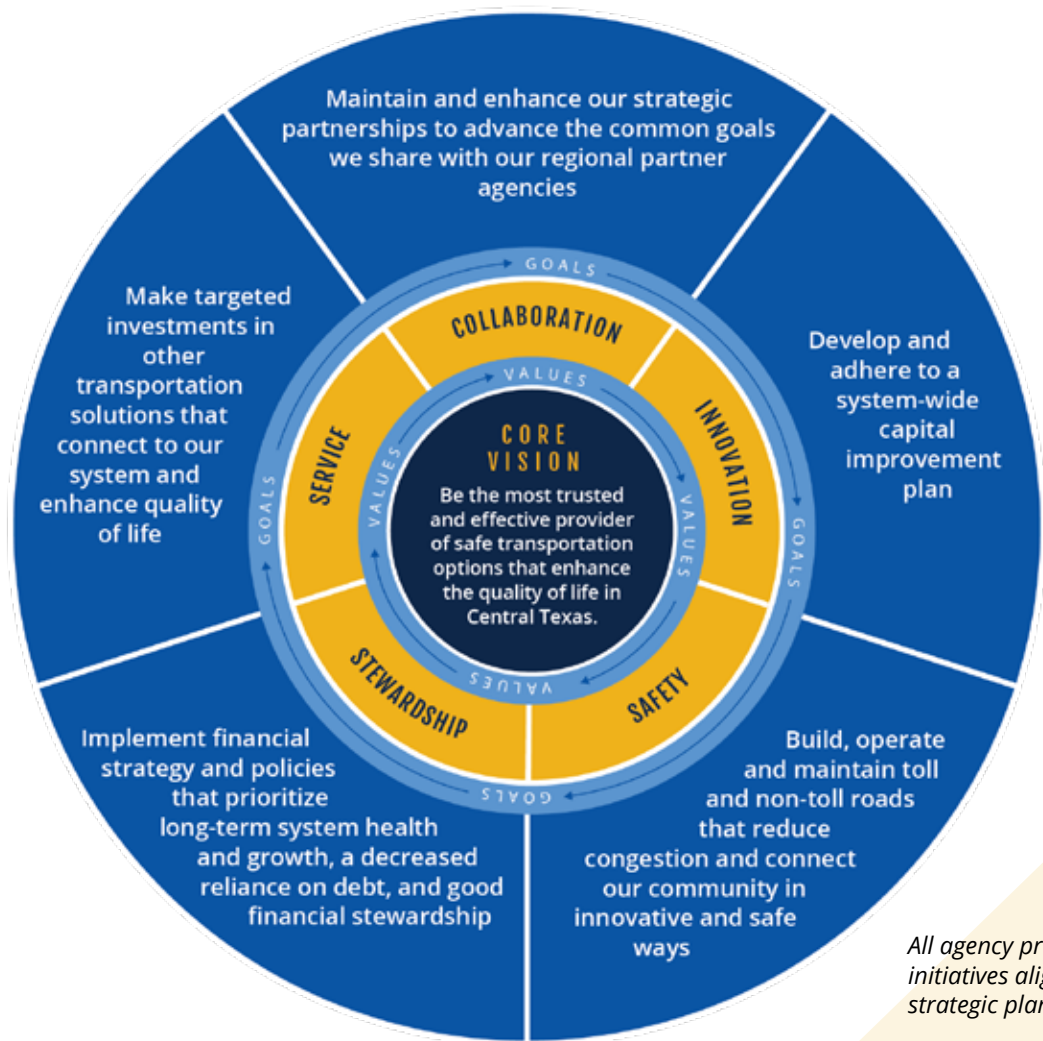 Maintain and enhance our strategic
partnerships to advance the common goals
we share with our regional partner
agencies
Make targeted
investments in
other
transportation
solutions that
connect to our
system and
enhance quality
of life
Develop and
adhere to a
system-wide
capital
improvement
plan
GOALS
COLLABORATION
VALUES
SERVICE
INNOVATION
CORE
VISION
Be the most trusted
and effective provider
of safe transportation
options that enhance
the quality of life in
Central Texas.
VALUES
VALUES
GOALS
GOALS
VALUES
STEWARDSHIP
SAFETY
GOALS
Implement financial
strategy and policies
that prioritize
long-term system health
and growth, a decreased
reliance on debt, and good
financial stewardship
Build, operate
and maintain toll
and non-toll roads
that reduce
congestion and connect
our community in
innovative and safe
ways
All agency pr
initiatives alig
strategic plan